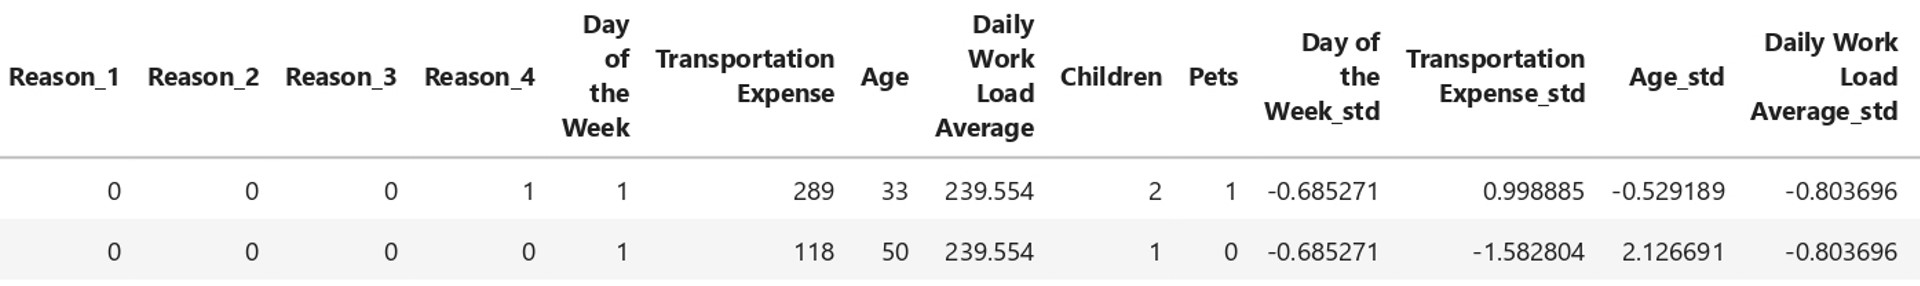 Reason_1 Reason_2 Reason_3 Reason_4 Day of the Week Transportation Expense Age Daily Work Load Average Children Pets Day of the Week_std Transportation Expense_std Age_std Daily Work Load Average_std
0 0 0 1 1 289 33 239.554 2 1 -0.685271 0.998885 -0.529189 -0.803696
0 0 0 0 1 118 50 239.554 1 0 -0.685271 -1.582804 2.126691 -0.803696